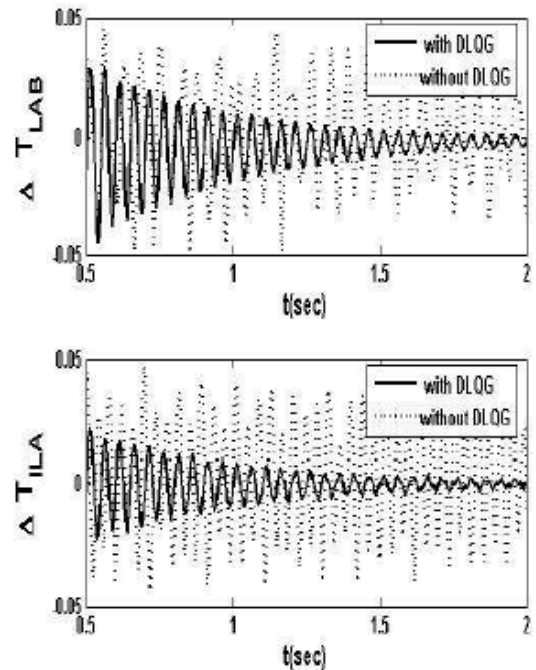 0.05
with DLQG
without DLQG
Δ T_LAB
0
-0.05
0.5
1
1.5
2
t(sec)
0.05
with DLQG
without DLQG
Δ T_ILA
0
0.05
0.5
1
1.5
2
t(sec)